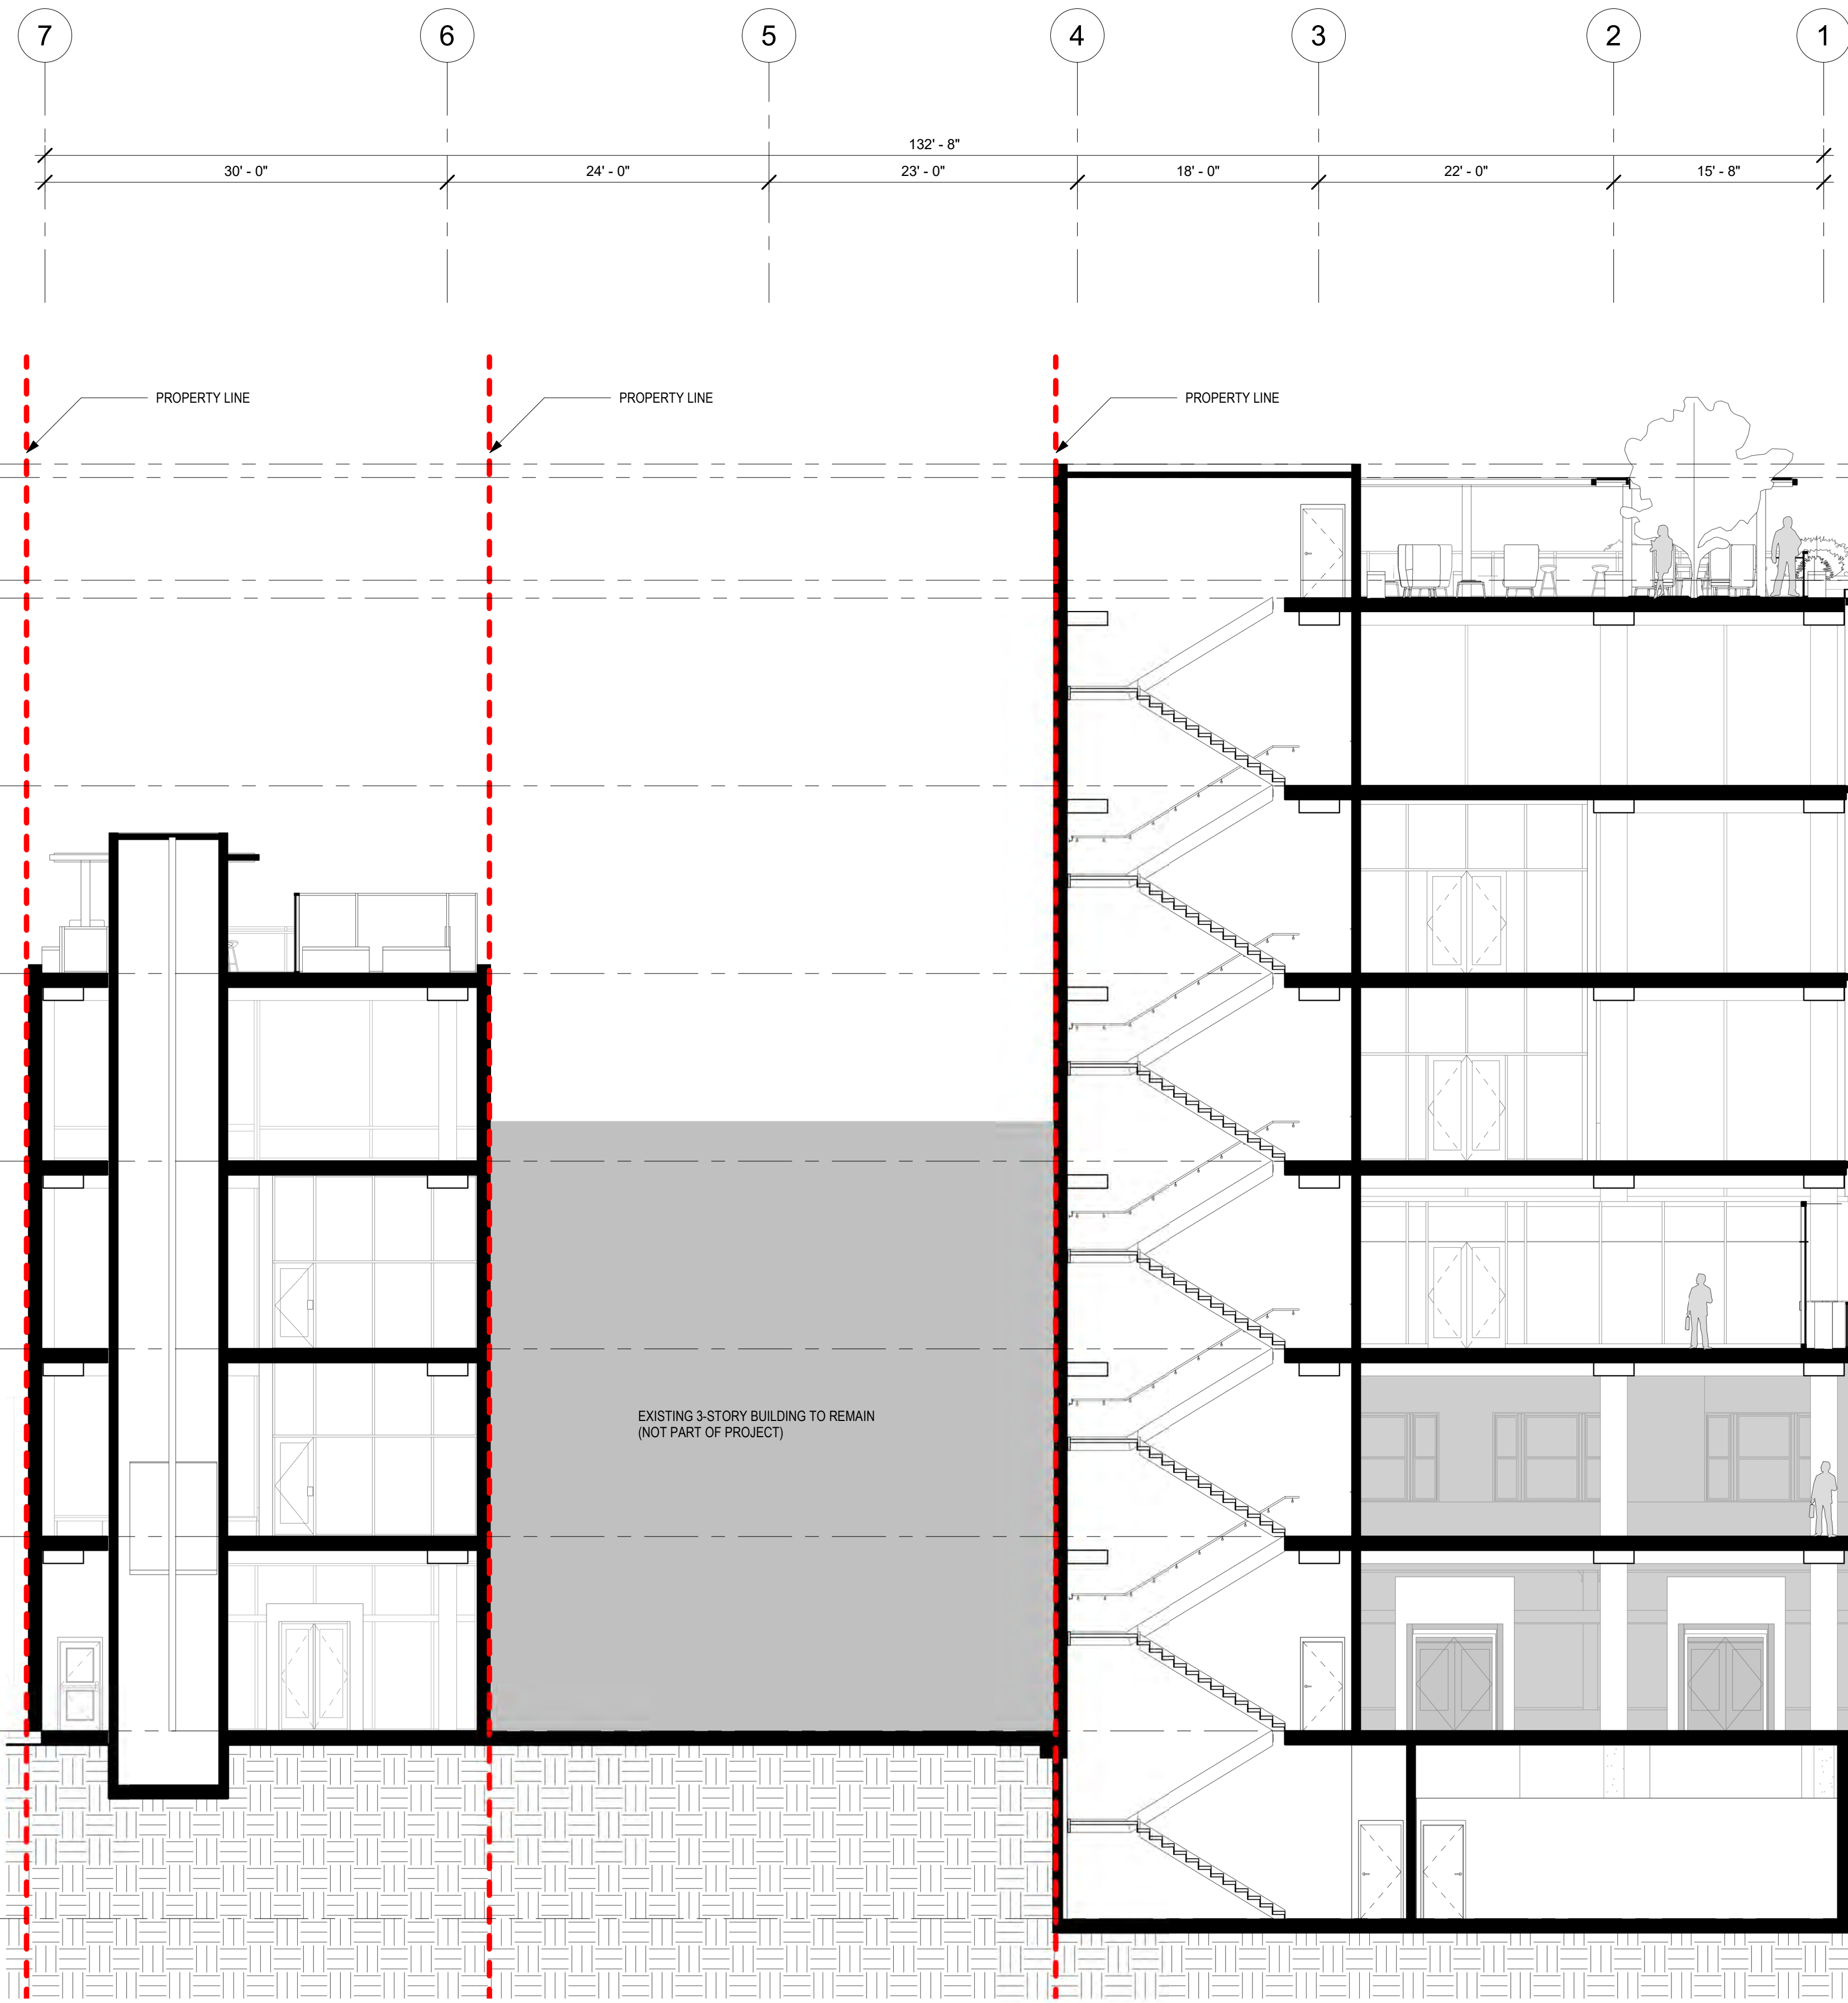 7 6 5 4 3 2 1
132' - 8"
30' - 0" 24' - 0" 23' - 0" 18' - 0" 22' - 0" 15' - 8"
PROPERTY LINE PROPERTY LINE PROPERTY LINE
EXISTING 3-STORY BUILDING TO REMAIN
(NOT PART OF PROJECT)